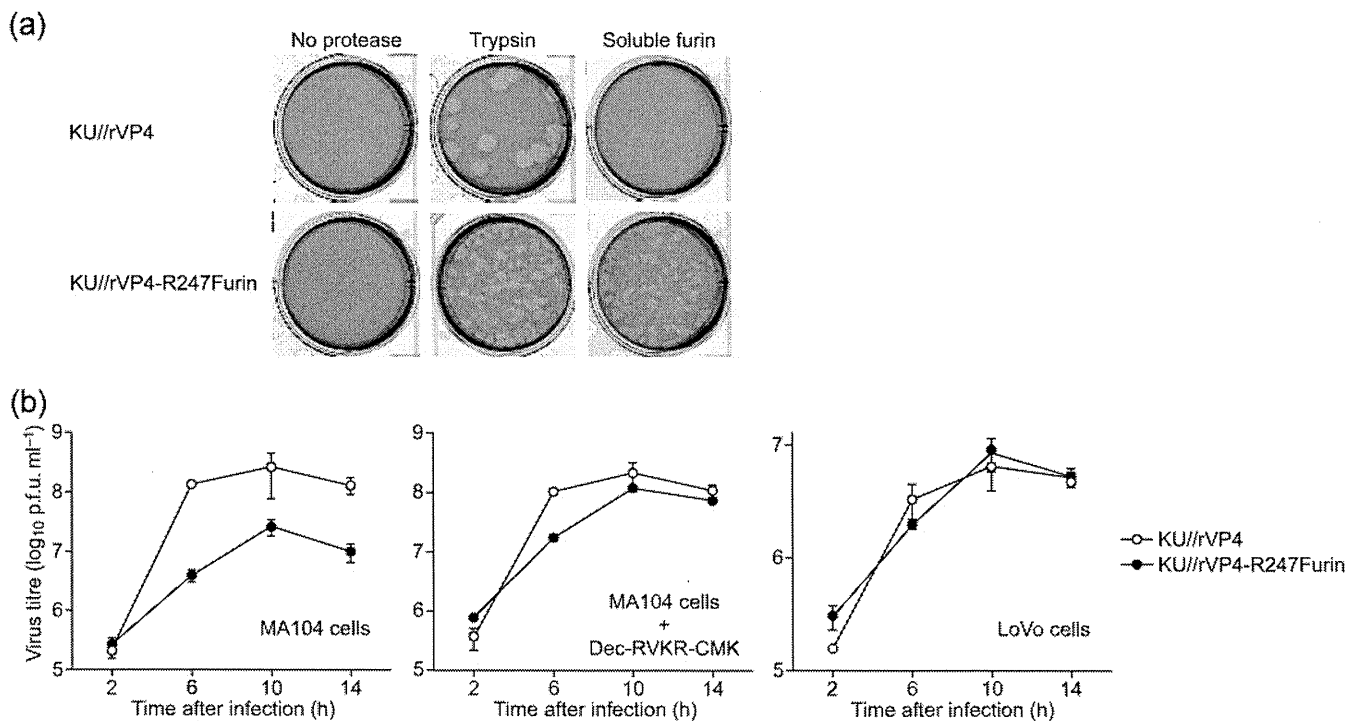 (a)
No protease Trypsin Soluble furin
KU//rVP4
KU//rVP4-R247Furin
(b)
Virus titre (log10 p.f.u. ml−1)
9
8
7
6
5
2 6 10 14
Time after infection (h)
MA104 cells
9
8
7
6
5
2 6 10 14
Time after infection (h)
MA104 cells
+
Dec-RVKR-CMK
7
6
5
2 6 10 14
Time after infection (h)
LoVo cells
KU//rVP4
KU//rVP4-R247Furin